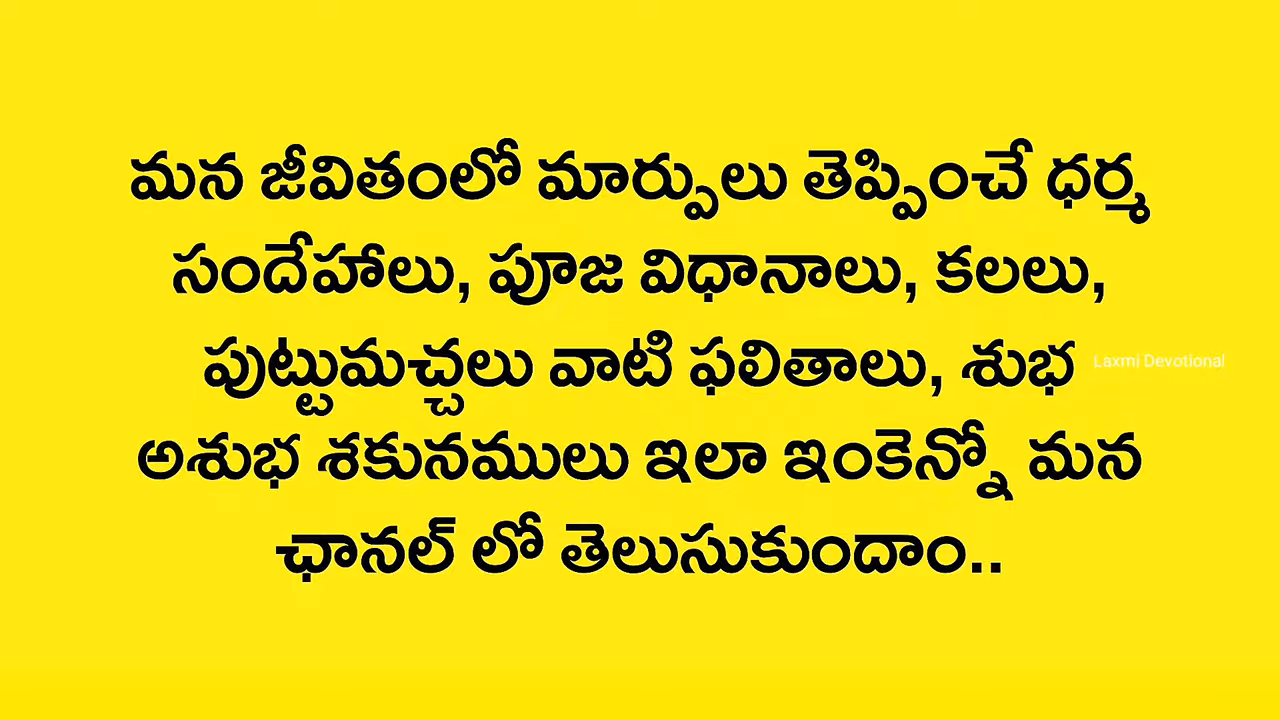 మన జీవితంలో మార్పులు తెప్పించే ధర్మ
సందేహాలు, పూజ విధానాలు, కలలు,
పుట్టుమచ్చలు వాటి ఫలితాలు, శుభ
Laxmi Devotional
అశుభ శకునములు ఇలా ఇంకెన్నో మన
ఛానల్ లో తెలుసుకుందాం..